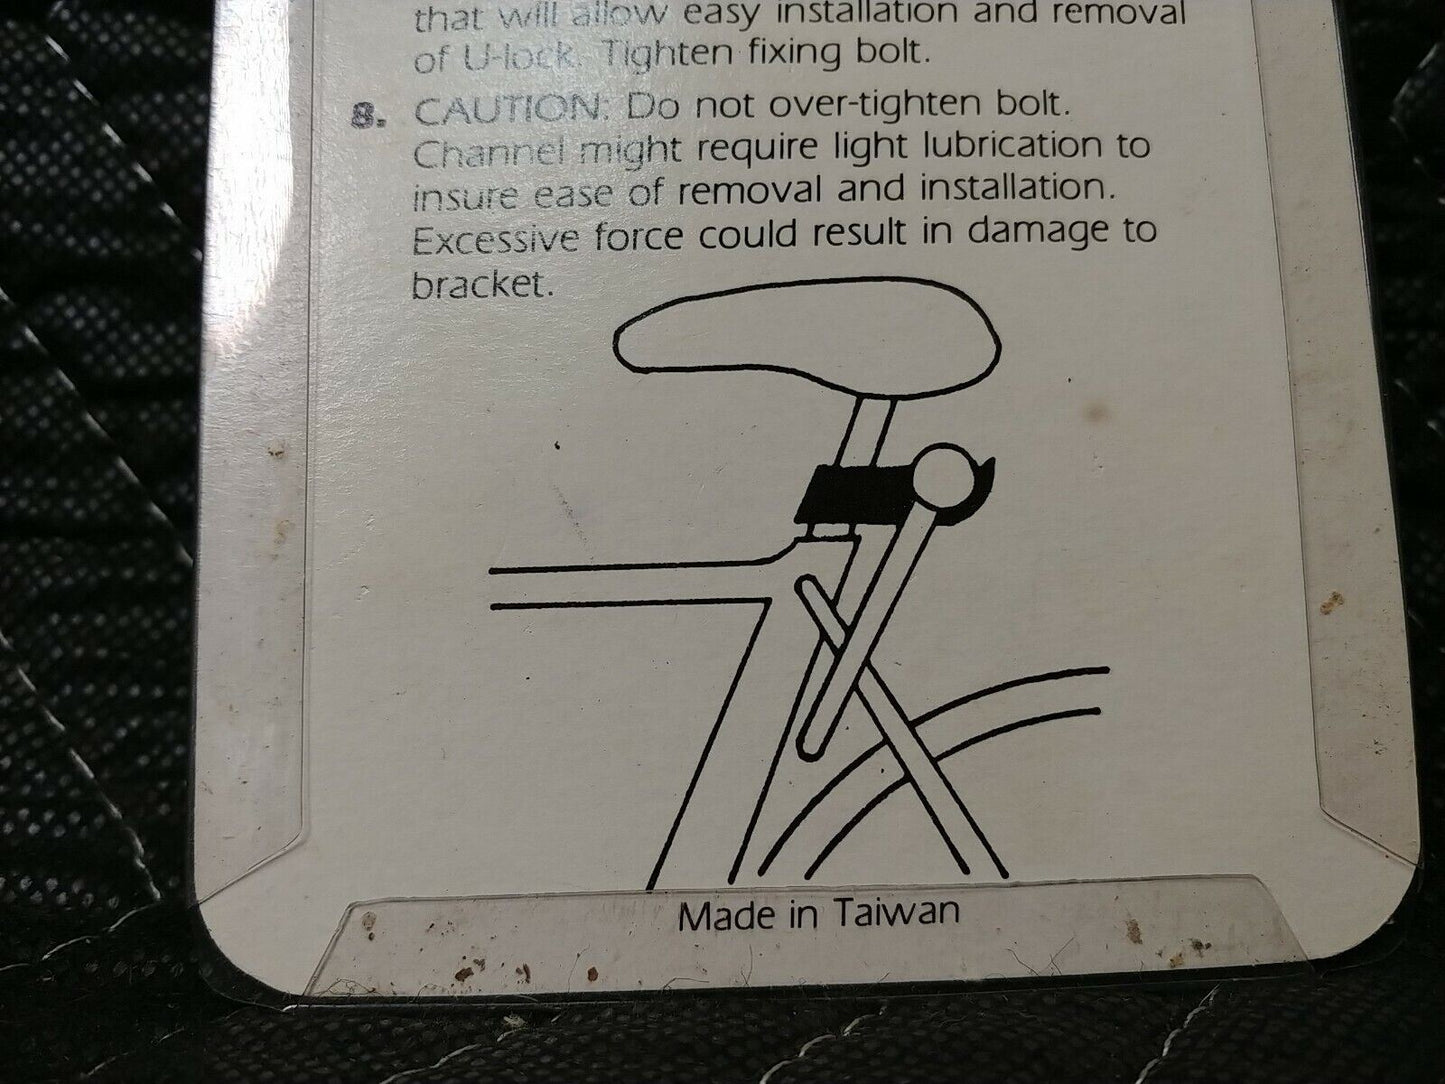 that will allow easy installation and removal
of U-lock. Tighten fixing bolt.
8. CAUTION: Do not over-tighten bolt.
Channel might require light lubrication to
insure ease of removal and installation.
Excessive force could result in damage to
bracket.
Made in Taiwan